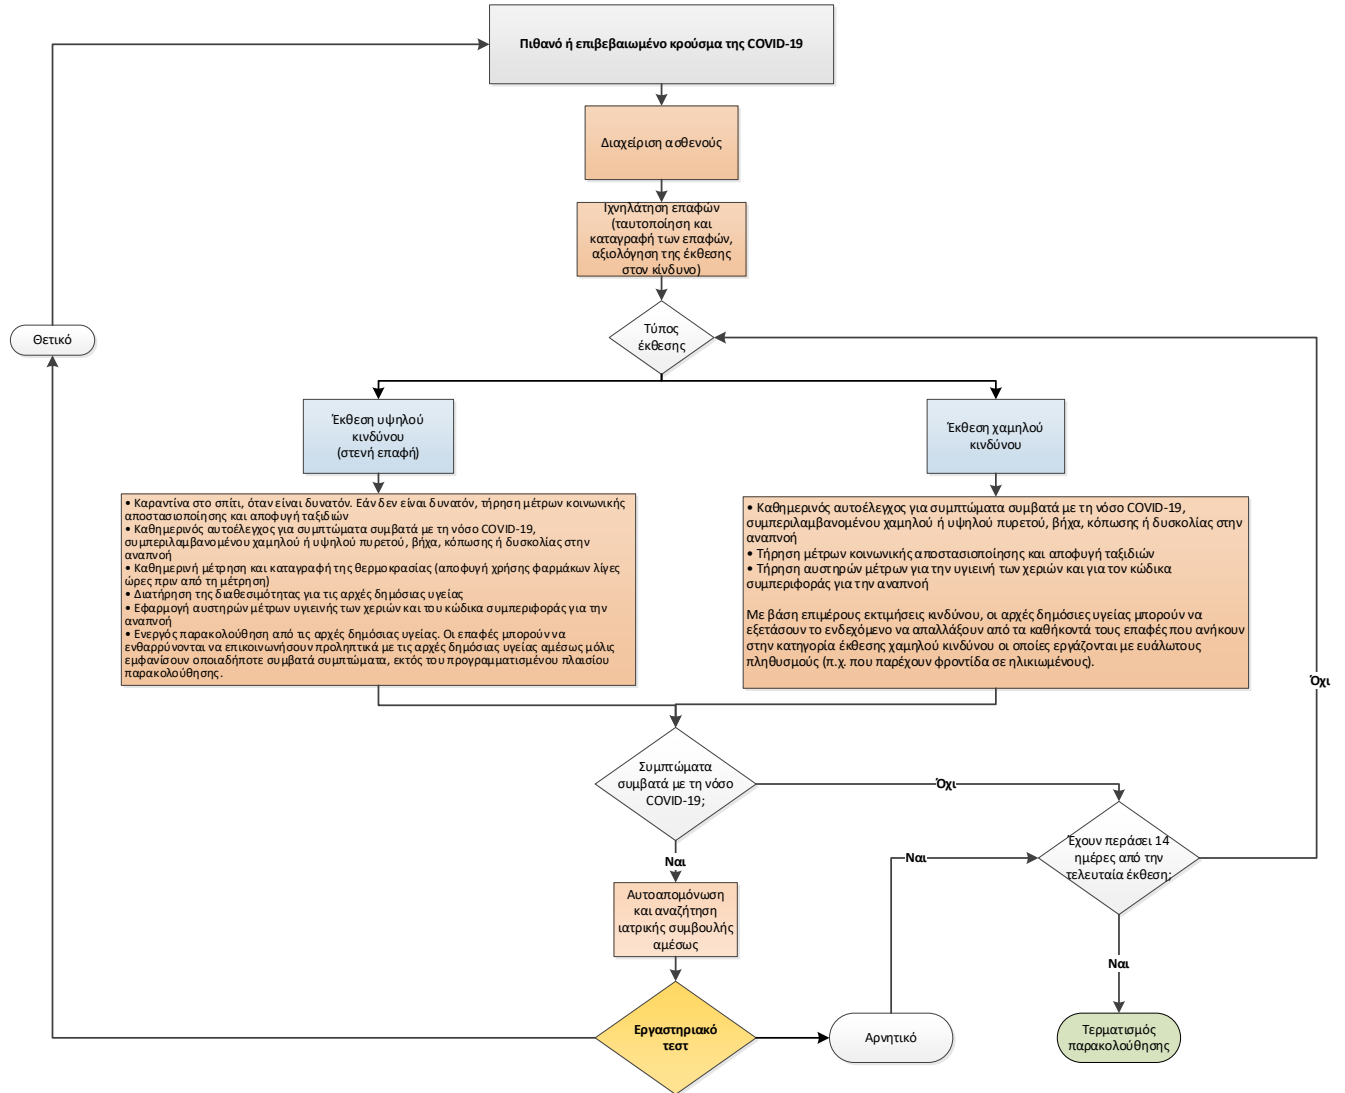 Πιθανό ή επιβεβαιωμένο κρούσμα της COVID-19
Διαχείριση ασθενούς
Ιχνηλάτηση επαφών
(ταυτοποίηση και
καταγραφή των επαφών,
αξιολόγηση της έκθεσης
στον κίνδυνο)
Θετικό
Τύπος
έκθεσης
Έκθεση υψηλού
κινδύνου
(στενή επαφή)
Έκθεση χαμηλού
κινδύνου
• Καραντίνα στο σπίτι, όταν είναι δυνατόν. Εάν δεν είναι δυνατόν, τήρηση μέτρων κοινωνικής
αποστασιοποίησης και αποφυγή ταξιδιών
• Καθημερινός αυτοέλεγχος για συμπτώματα συμβατά με τη νόσο COVID-19,
συμπεριλαμβανομένου χαμηλού ή υψηλού πυρετού, βήχα, κόπωσης ή δυσκολίας στην
αναπνοή
• Καθημερινή μέτρηση και καταγραφή της θερμοκρασίας (αποφυγή χρήσης φαρμάκων λίγες
ώρες πριν από τη μέτρηση)
• Διατήρηση της διαθεσιμότητας για τις αρχές δημόσιας υγείας
• Εφαρμογή αυστηρών μέτρων υγιεινής των χεριών και του κώδικα συμπεριφοράς για την
αναπνοή
• Ενεργός παρακολούθηση από τις αρχές δημόσιας υγείας. Οι επαφές μπορούν να
ενθαρρύνονται να επικοινωνήσουν προληπτικά με τις αρχές δημόσιας υγείας αμέσως μόλις
εμφανίσουν οποιαδήποτε συμβατά συμπτώματα, εκτός του προγραμματισμένου πλαισίου
παρακολούθησης.
• Καθημερινός αυτοέλεγχος για συμπτώματα συμβατά με τη νόσο COVID-19,
συμπεριλαμβανομένου χαμηλού ή υψηλού πυρετού, βήχα, κόπωσης ή δυσκολίας στην
αναπνοή
• Τήρηση μέτρων κοινωνικής αποστασιοποίησης και αποφυγή ταξιδιών
• Τήρηση αυστηρών μέτρων για την υγιεινή των χεριών και για τον κώδικα
συμπεριφοράς για την αναπνοή
Με βάση επιμέρους εκτιμήσεις κινδύνου, οι αρχές δημόσιες υγείας μπορούν να
εξετάσουν το ενδεχόμενο να απαλλάξουν από τα καθήκοντά τους επαφές που ανήκουν
στην κατηγορία έκθεσης χαμηλού κινδύνου οι οποίες εργάζονται με ευάλωτους
πληθυσμούς (π.χ. που παρέχουν φροντίδα σε ηλικιωμένους).
Όχι
Συμπτώματα
συμβατά με τη νόσο
COVID-19;
Όχι
Έχουν περάσει 14
ημέρες από την
τελευταία έκθεση;
Ναι
Ναι
Αυτοαπομόνωση
και αναζήτηση
ιατρικής συμβουλής
αμέσως
Ναι
Εργαστηριακό
τεστ
Αρνητικό
Τερματισμός
παρακολούθησης